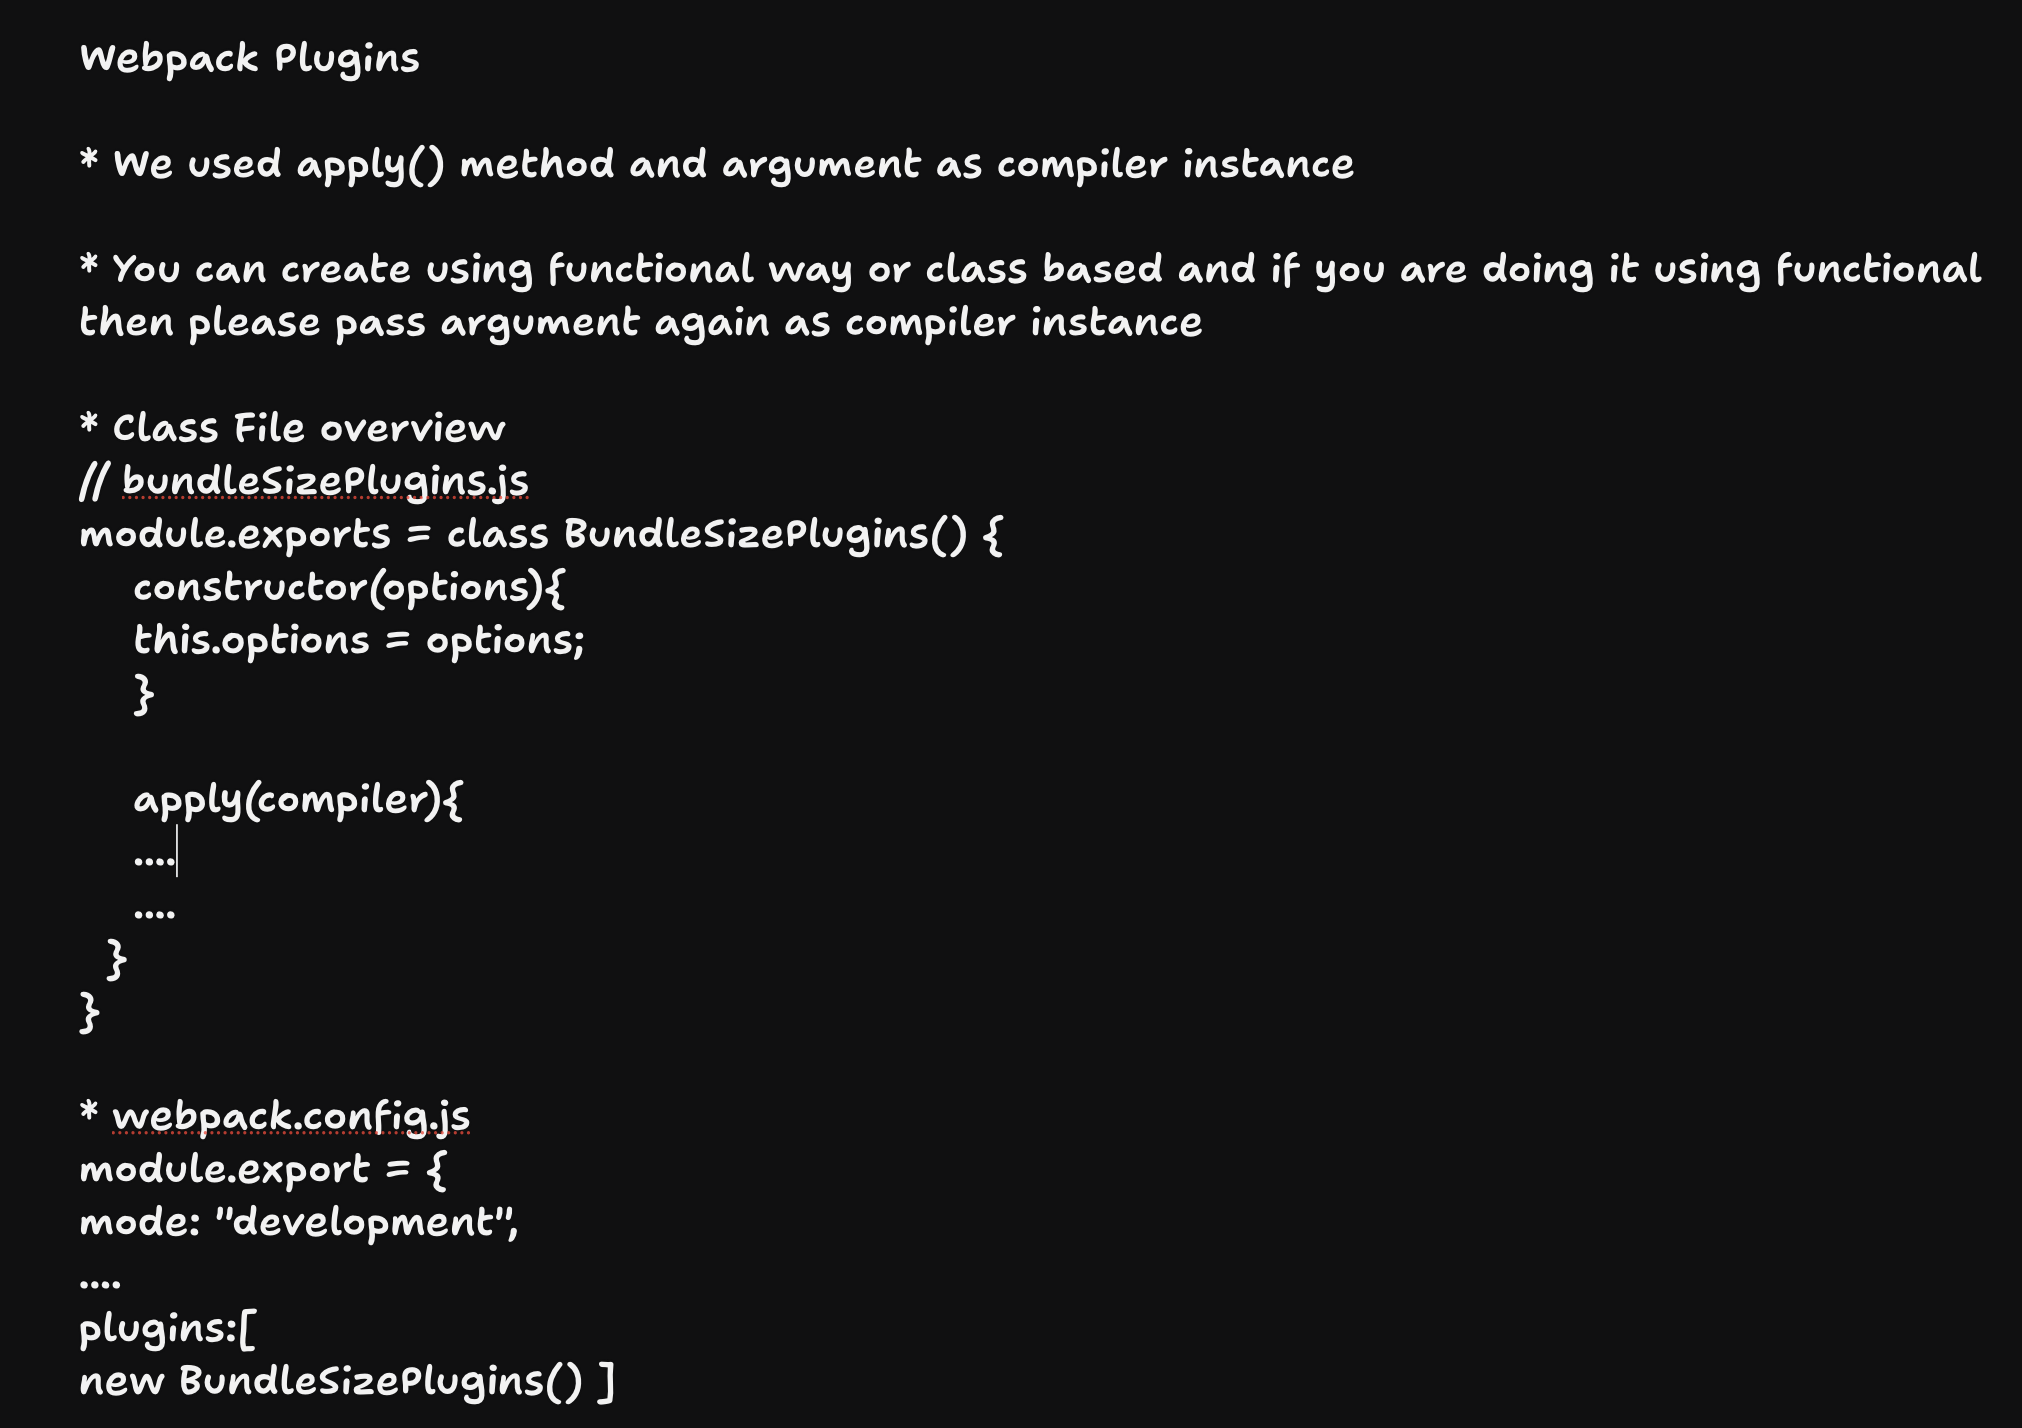 Webpack Plugins
* We used apply() method and argument as compiler instance
* You can create using functional way or class based and if you are doing it using functional
then please pass argument again as compiler instance
* Class File overview
// bundleSizePlugins.js
module.exports = class BundleSizePlugins() {
constructor(options){
this.options = options;
}
apply(compiler){
....
....
}
}
* webpack.config.js
module.export = {
mode: "development",
....
plugins:[
new BundleSizePlugins() ]